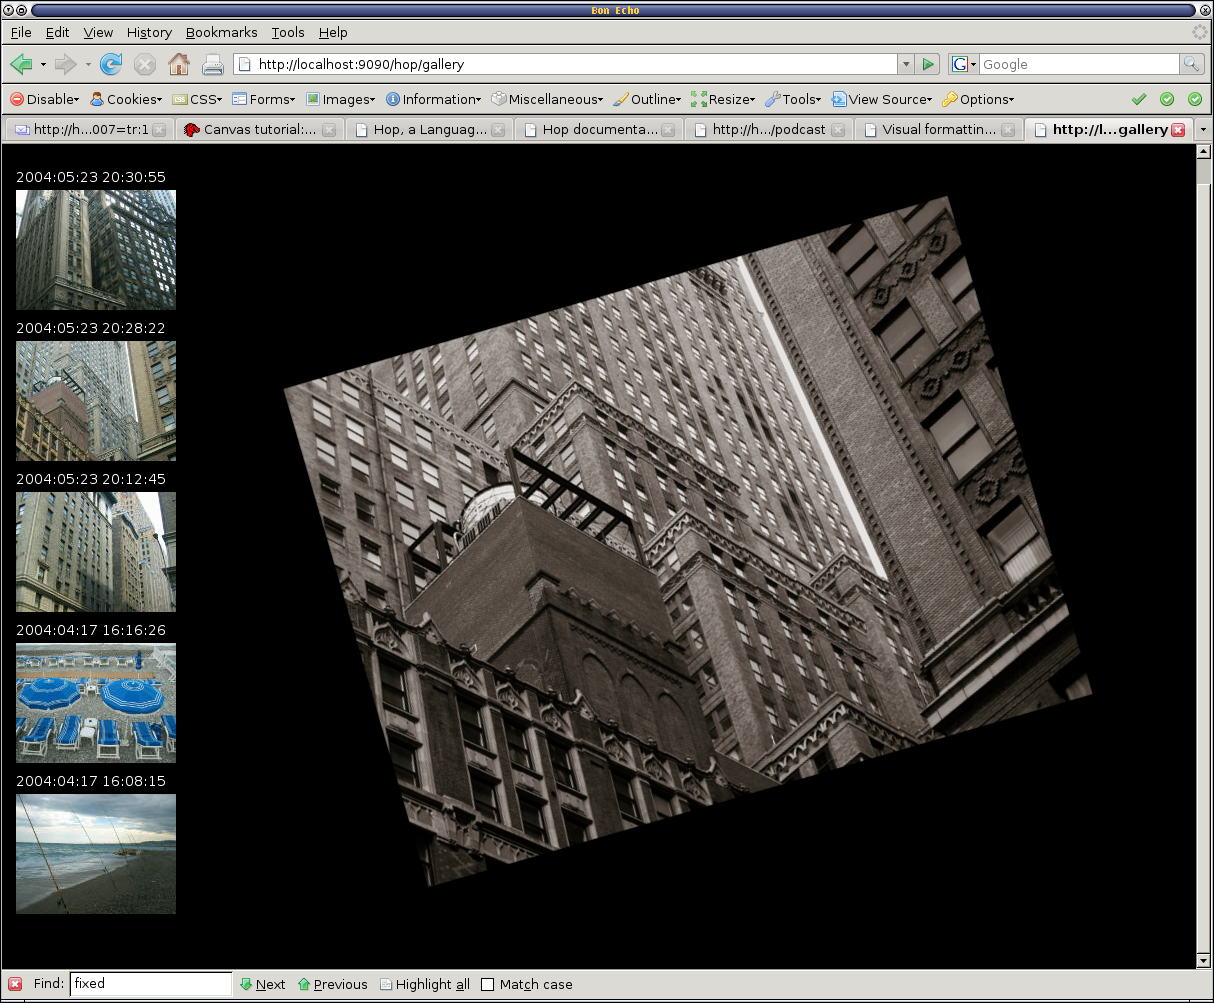 Bon Echo
File Edit View History Bookmarks Tools Help
http://localhost:9090/hop/gallery G Google
Disable Cookies CSS Forms Images Information Miscellaneous Outline Resize Tools View Source Options
http://h...007=tr:1 Canvas tutorial:... Hop, a Languag... Hop documenta... http://h.../podcast Visual formattin... http://l...gallery
2004:05:23 20:30:55
2004:05:23 20:28:22
2004:05:23 20:12:45
2004:04:17 16:16:26
2004:04:17 16:08:15
Find: fixed Next Previous Highlight all Match case